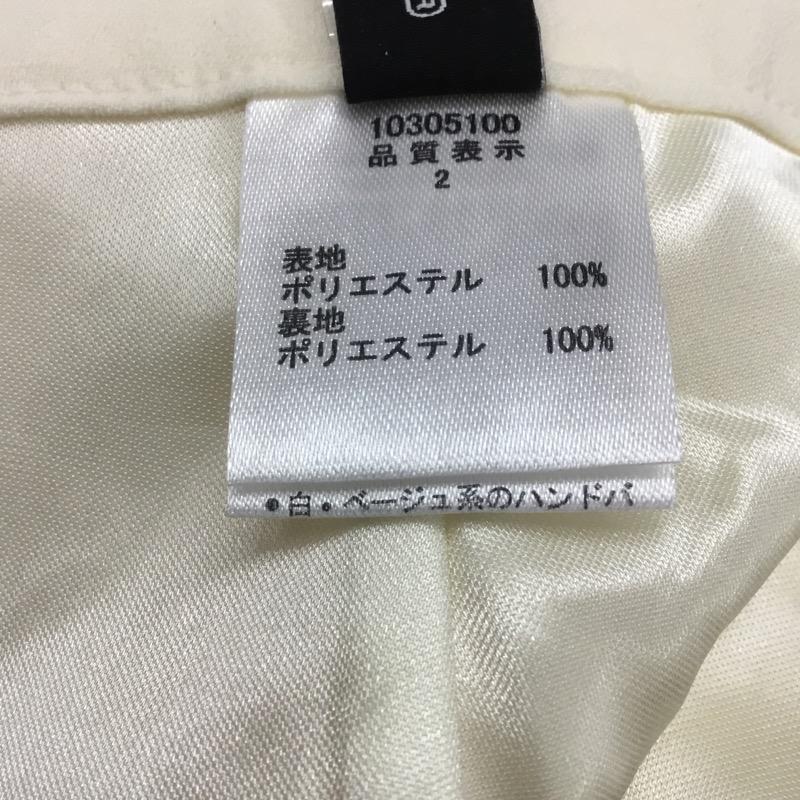 ®
10305100
品質表示
2
表地
ポリエステル 100%
裏地
ポリエステル 100%
•白・ベージュ系のハンドバ